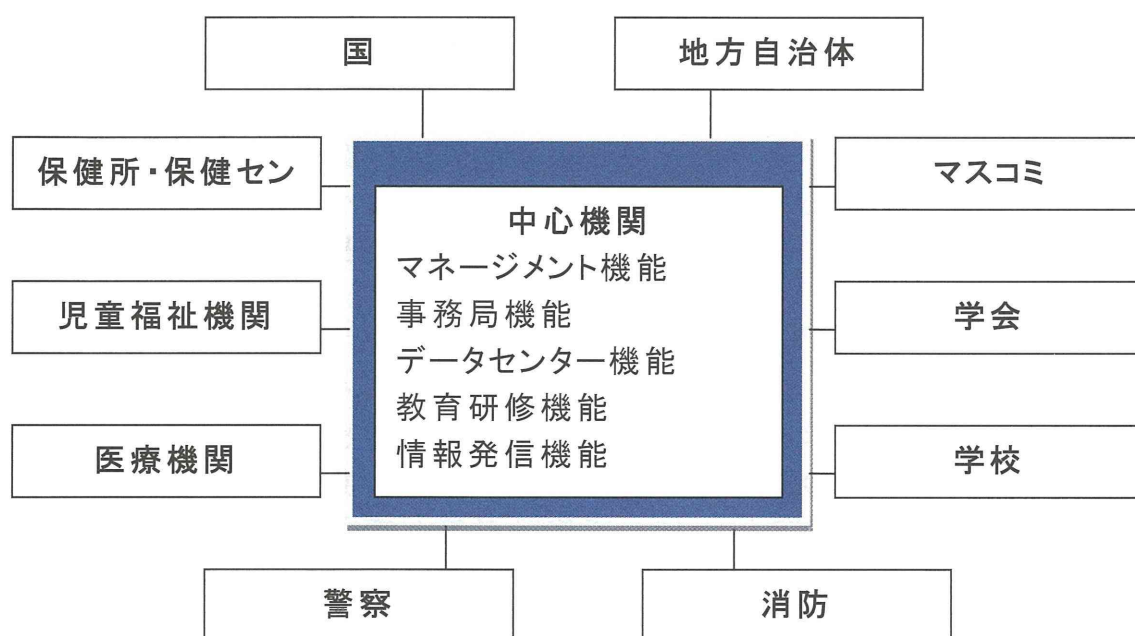 国
地方自治体
保健所・保健セン
マスコミ
中心機関
マネージメント機能
事務局機能
データセンター機能
教育研修機能
情報発信機能
児童福祉機関
学会
医療機関
学校
警察
消防